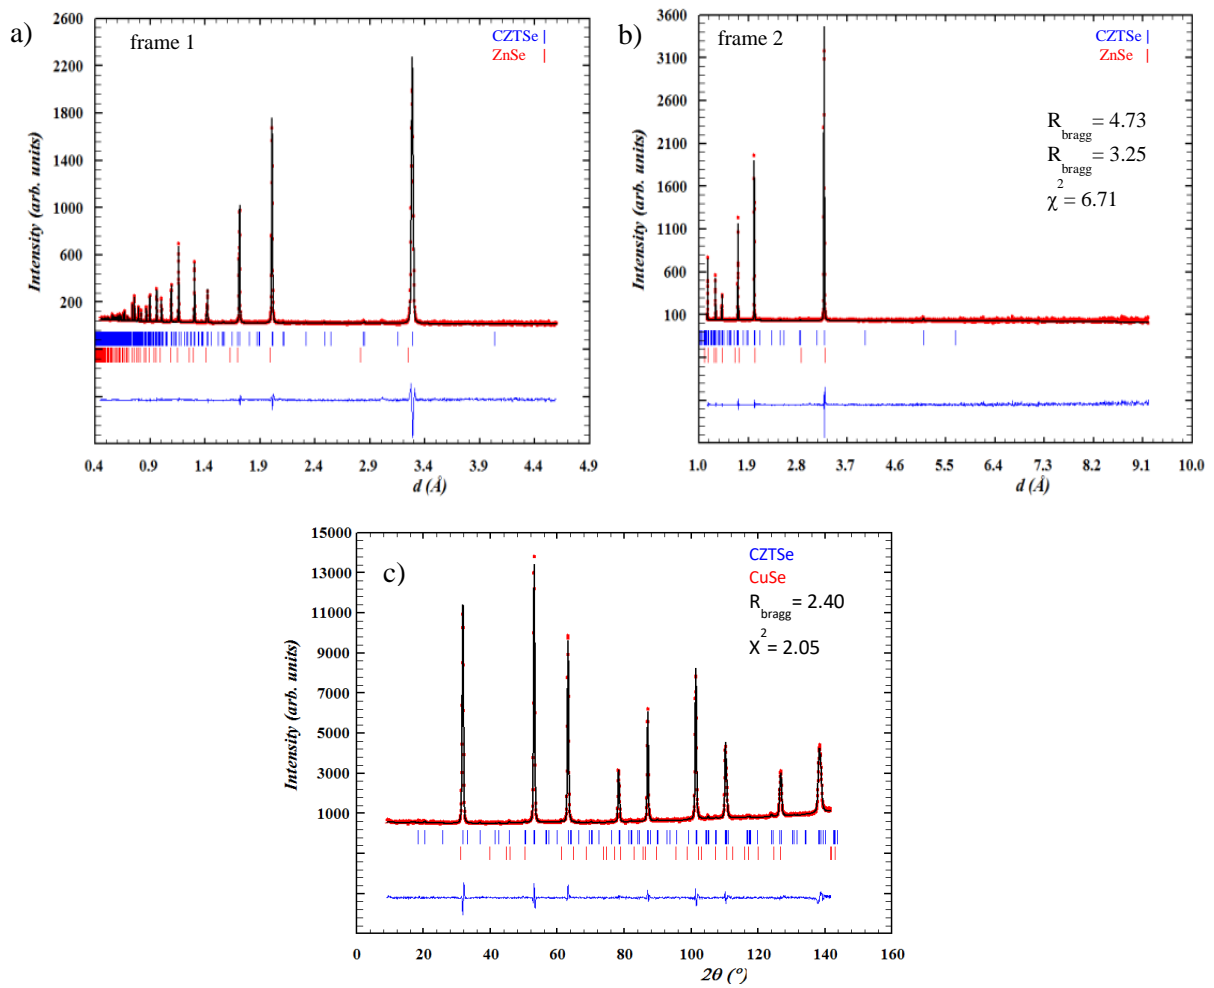 a)
frame 1
CZTSe
ZnSe
2600
2200
1800
1400
1000
600
200
Intensity (arb. units)
0.4 0.9 1.4 1.9 2.4 2.9 3.4 3.9 4.4 4.9
d (Å)
b)
frame 2
CZTSe
ZnSe
R_bragg = 4.73
R_bragg = 3.25
χ^2 = 6.71
3600
3100
2600
2100
1600
1100
600
100
Intensity (arb. units)
1.0 1.9 2.8 3.7 4.6 5.5 6.4 7.3 8.2 9.1 10.0
d (Å)
c)
CZTSe
CuSe
R_bragg = 2.40
X^2 = 2.05
15000
13000
11000
9000
7000
5000
3000
1000
Intensity (arb. units)
0 20 40 60 80 100 120 140 160
2θ (°)